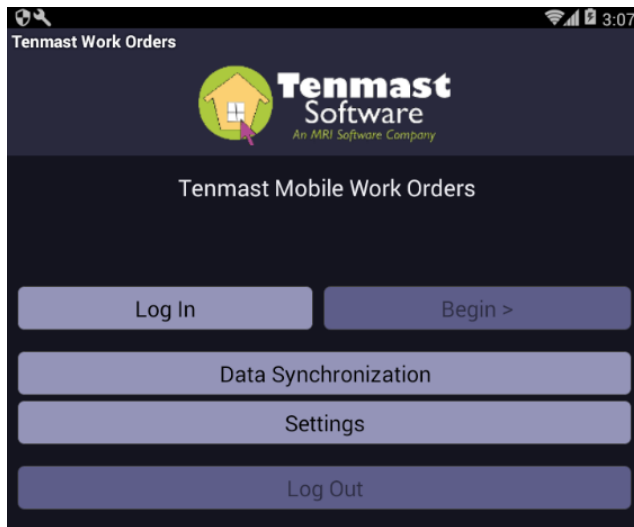 3:07
Tenmast Work Orders
Tenmast
Software
An MRI Software Company
Tenmast Mobile Work Orders
Log In
Begin >
Data Synchronization
Settings
Log Out